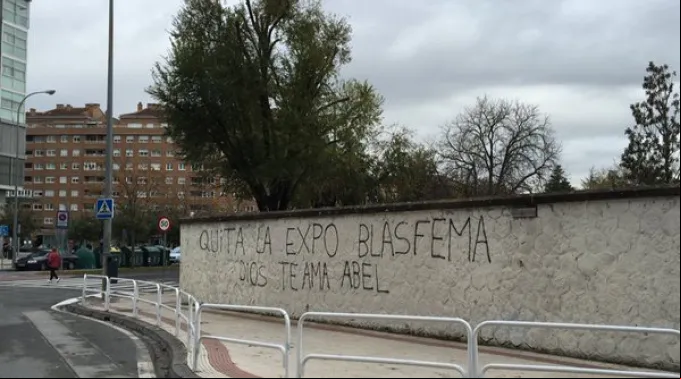 QUITA LA EXPO BLASFEMA
DIOS TE AMA ABEL